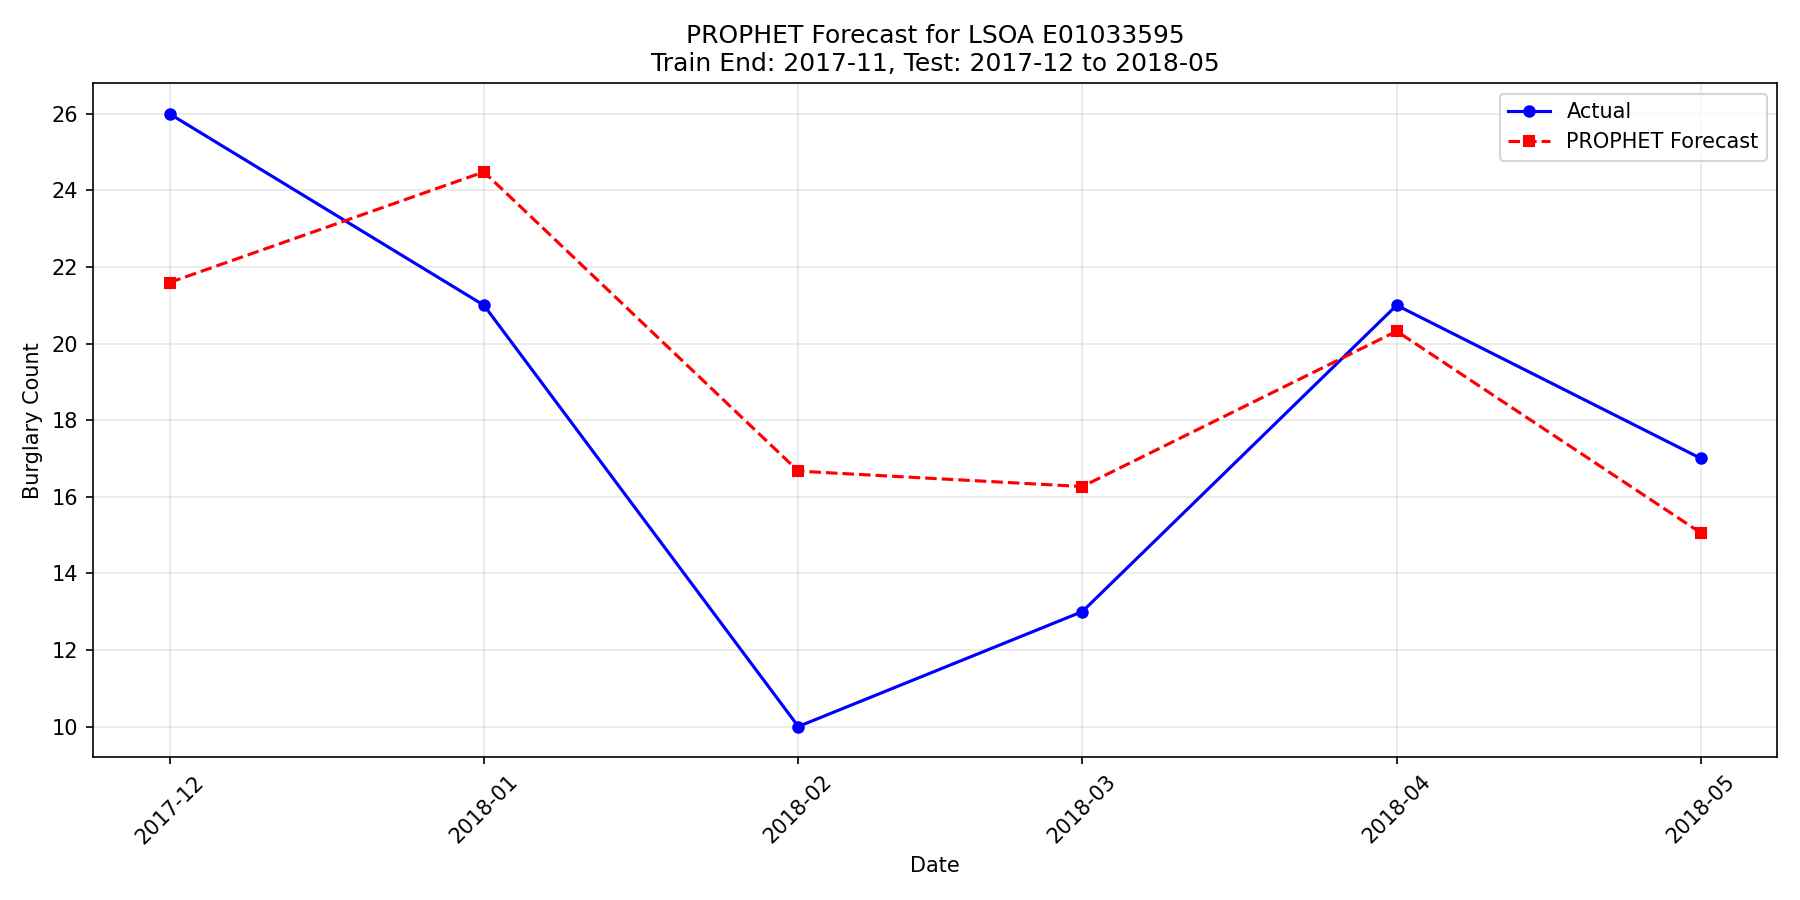 PROPHET Forecast for LSOA E01033595
Train End: 2017-11, Test: 2017-12 to 2018-05
Actual
PROPHET Forecast
Burglary Count
26
24
22
20
18
16
14
12
10
2017-12
2018-01
2018-02
2018-03
2018-04
2018-05
Date